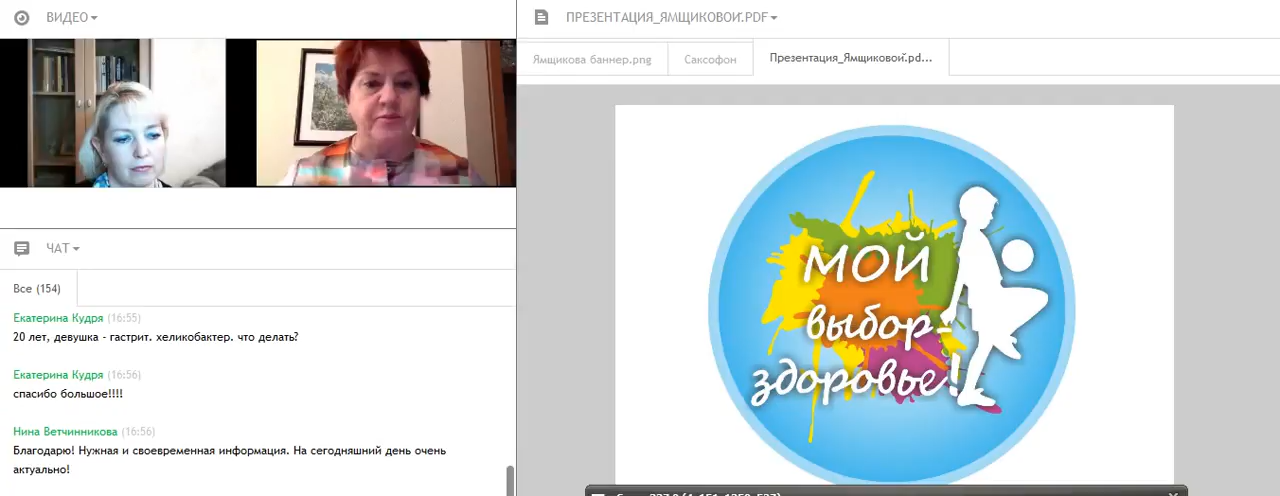 ВИДЕО
ПРЕЗЕНТАЦИЯ_ЯМЩИКОВОЙ.PDF
Ямщикова баннер.png
Саксофон
Презентация_Ямщиковой.pd...
МОЙ
выбор-
здоровье!
ЧАТ
Все (154)
Екатерина Кудря (16:55)
20 лет, девушка - гастрит. хеликобактер. что делать?
Екатерина Кудря (16:56)
спасибо большое!!!!
Нина Ветчинникова (16:56)
Благодарю! Нужная и своевременная информация. На сегодняшний день очень
актуально!